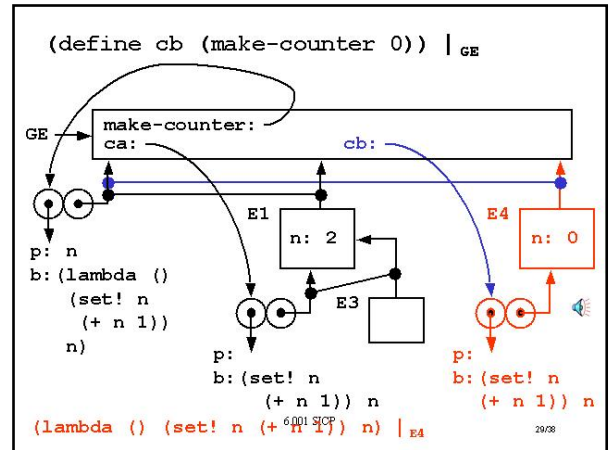 (define cb (make-counter 0)) | GE
make-counter:
GE
ca:
cb:
E1
E4
n: 2
n: 0
p: n
b:(lambda ()
(set! n
(+ n 1))
n)
E3
p:
b:(set! n
(+ n 1)) n
p:
b:(set! n
(+ n 1)) n
(lambda () (set! n (+ n 1)) n) | E4
6.001 SICP
29/38